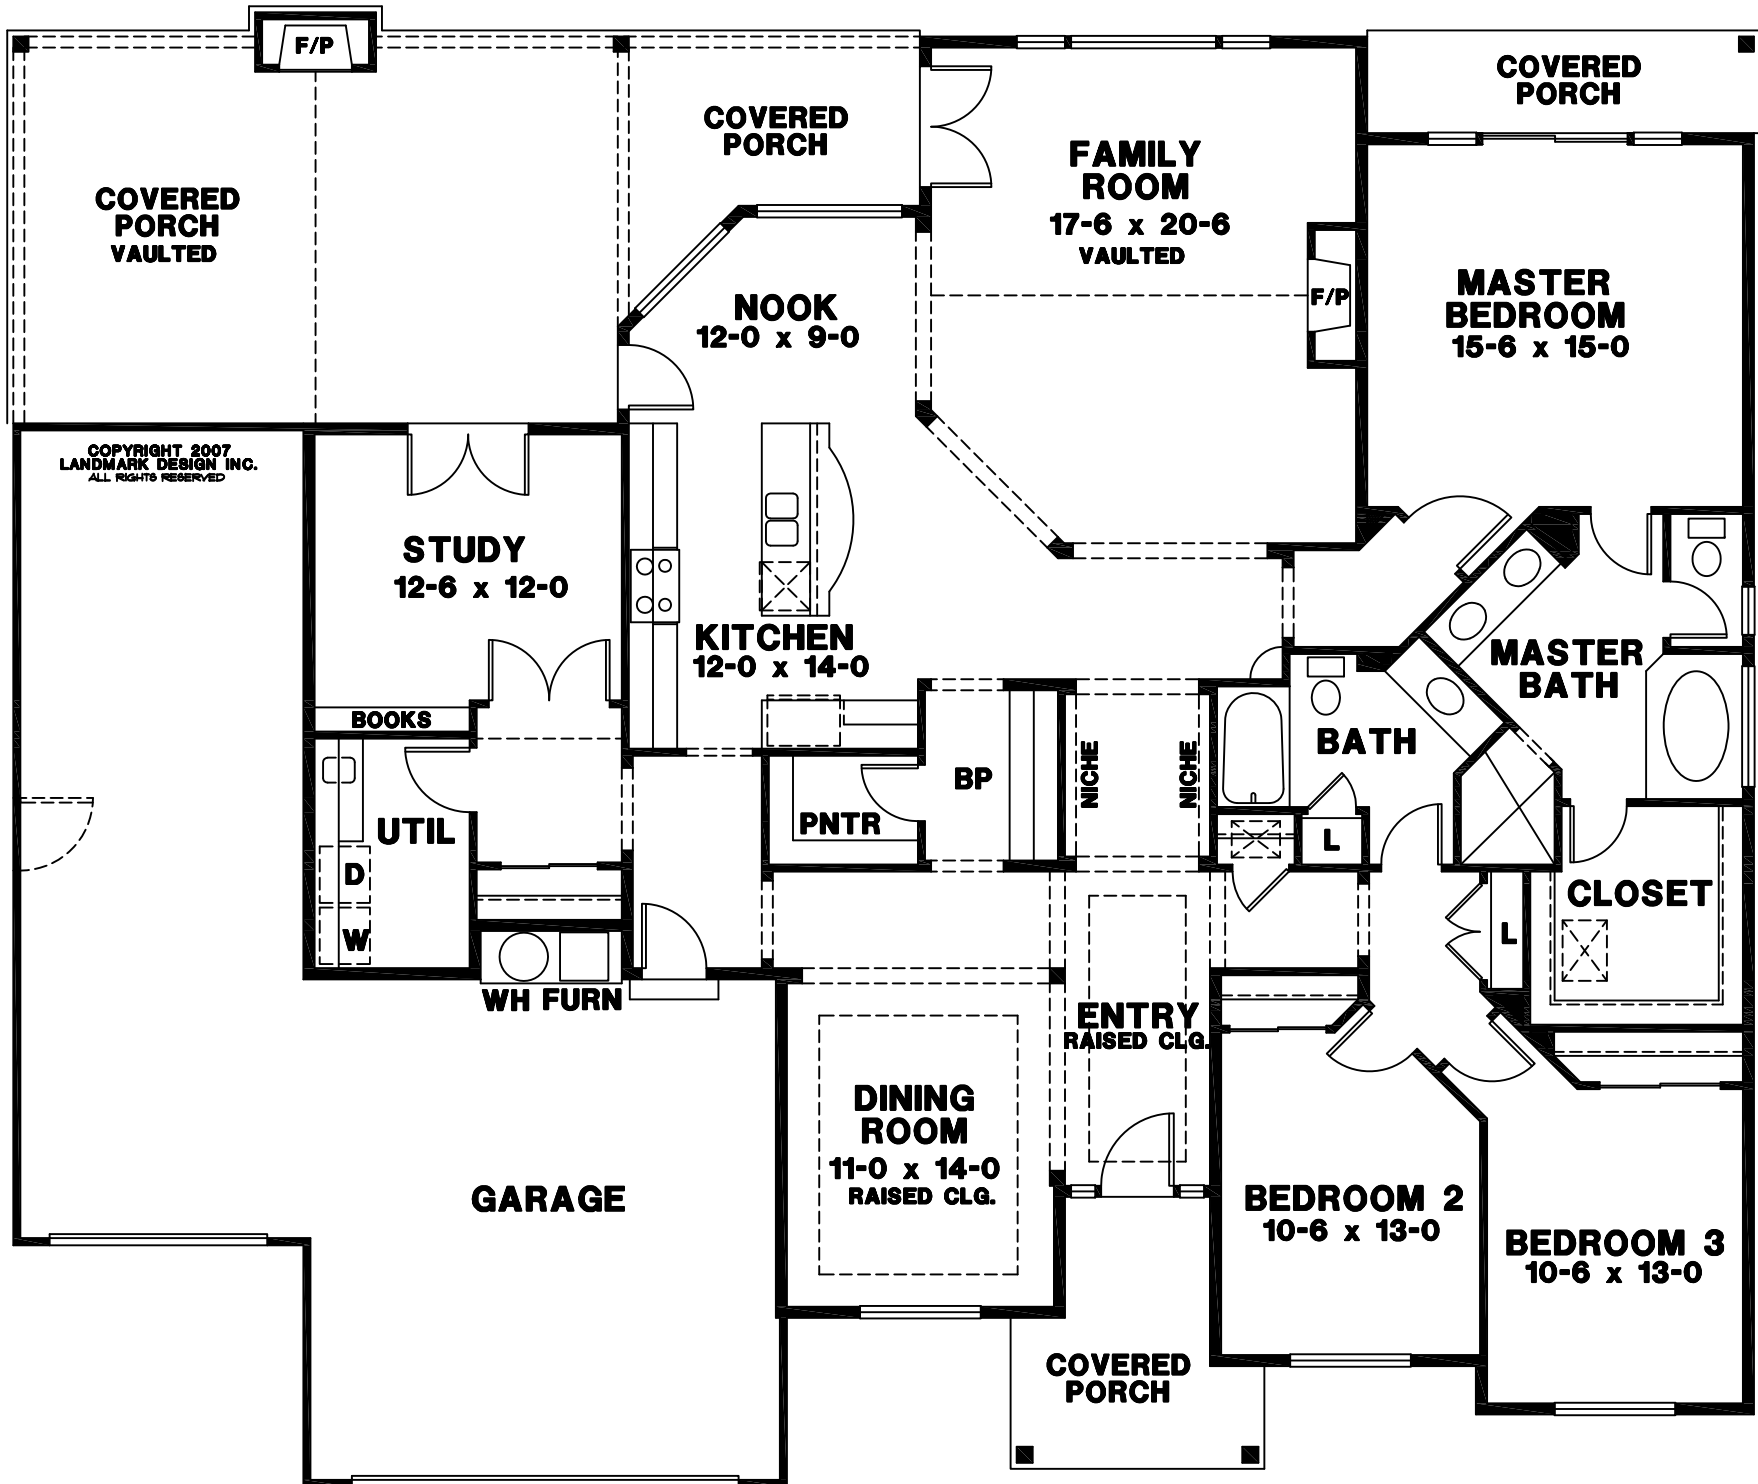 F/P
COVERED
PORCH
COVERED
PORCH
FAMILY
ROOM
17-6 x 20-6
VAULTED
COVERED
PORCH
VAULTED
MASTER
BEDROOM
15-6 x 15-0
F/P
NOOK
12-0 x 9-0
COPYRIGHT 2007
LANDMARK DESIGN INC.
ALL RIGHTS RESERVED
STUDY
12-6 x 12-0
KITCHEN
12-0 x 14-0
MASTER
BATH
BOOKS
BATH
NICHE
NICHE
BP
PNTR
UTIL
L
D
W
CLOSET
L
WH FURN
ENTRY
RAISED CLG.
DINING
ROOM
11-0 x 14-0
RAISED CLG.
GARAGE
BEDROOM 2
10-6 x 13-0
BEDROOM 3
10-6 x 13-0
COVERED
PORCH